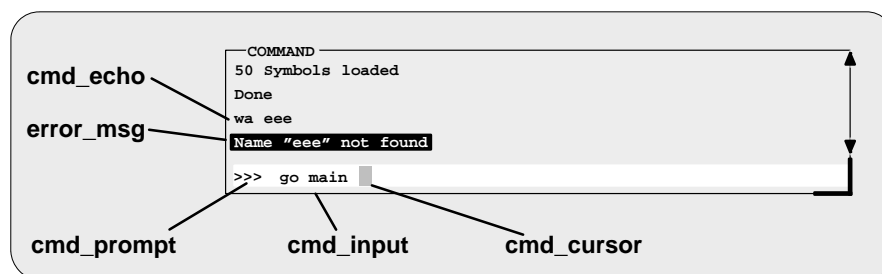 COMMAND
50 Symbols loaded
cmd_echo
Done
wa eee
error_msg
Name ”eee” not found
>>> go main
cmd_prompt cmd_input cmd_cursor